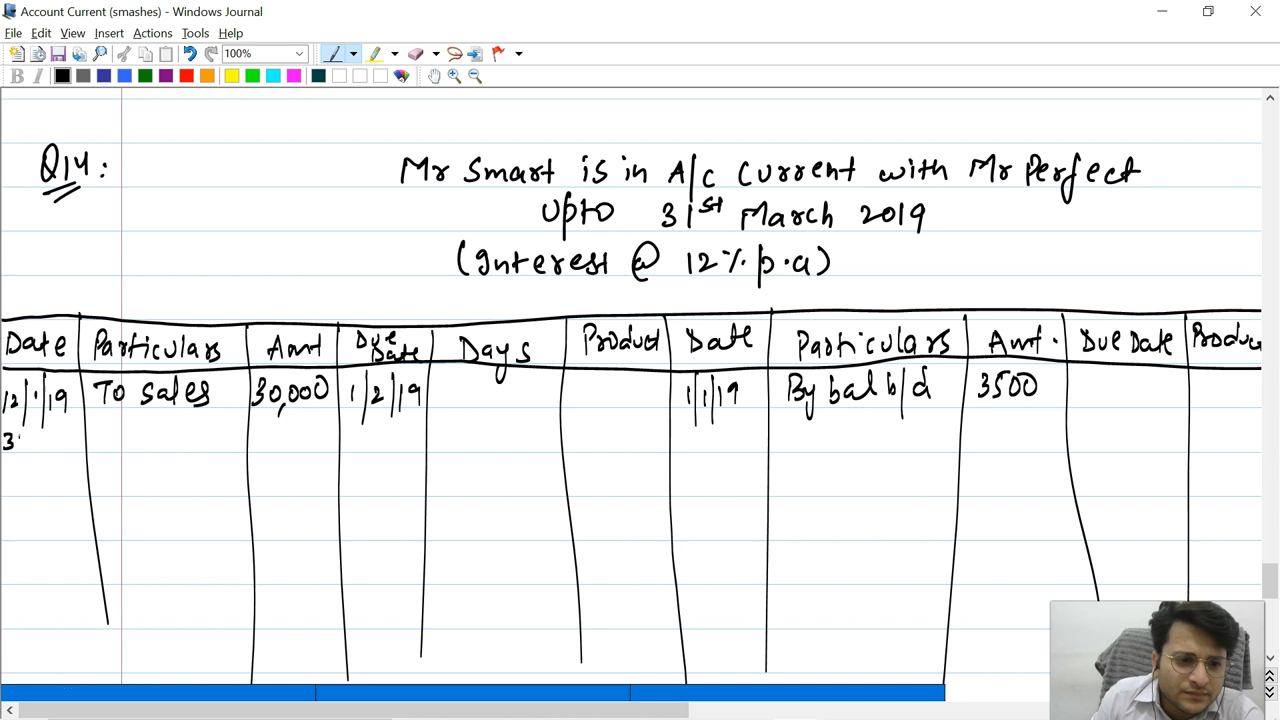 Account Current (smashes) - Windows Journal
File Edit View Insert Actions Tools Help
100%
B I
Q14:
Mr Smart is in A/c Current with Mr Perfect
Upto 31st March 2019
(Interest @ 12% p.a)
Date Particulars Amt Due Date Days Product Date Particulars Amt. Due Date Produc
12/1/19 To sales 30,000 1/2/19 1/1/19 By bal b/d 3500
3